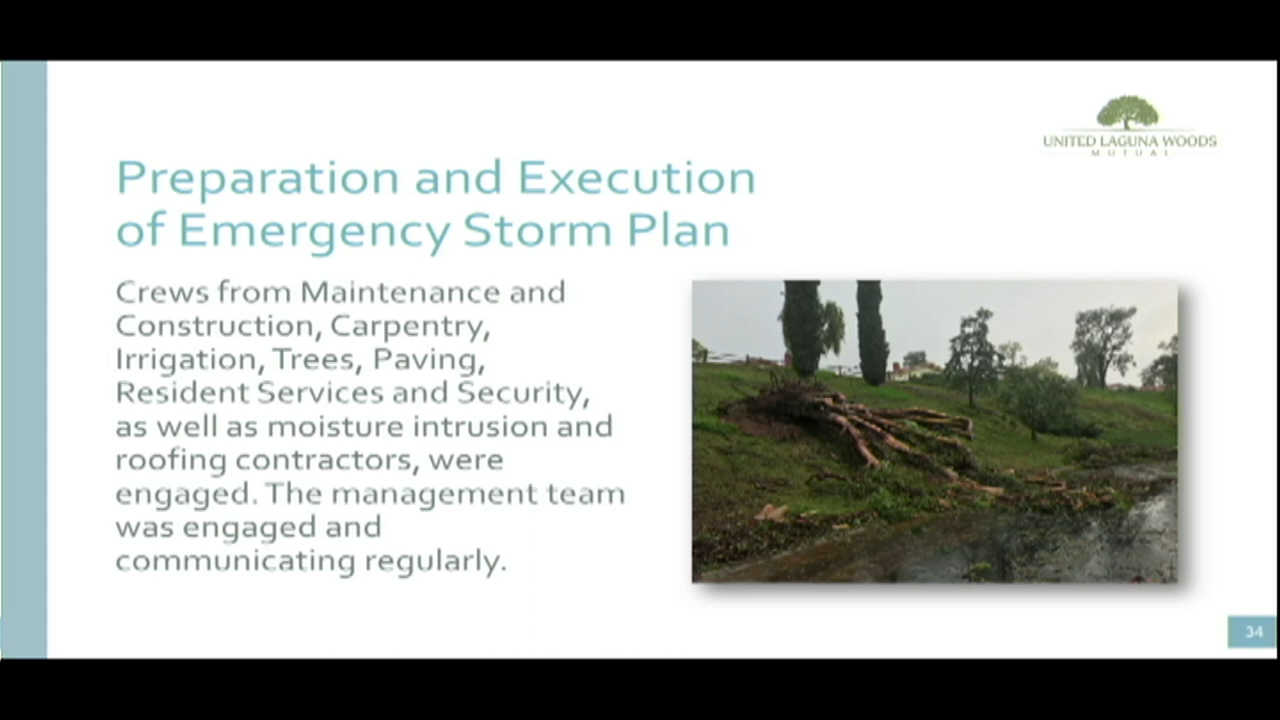 UNITED LAGUNA WOODS
MUTUAL
Preparation and Execution
of Emergency Storm Plan
Crews from Maintenance and
Construction, Carpentry,
Irrigation, Trees, Paving,
Resident Services and Security,
as well as moisture intrusion and
roofing contractors, were
engaged. The management team
was engaged and
communicating regularly.
34